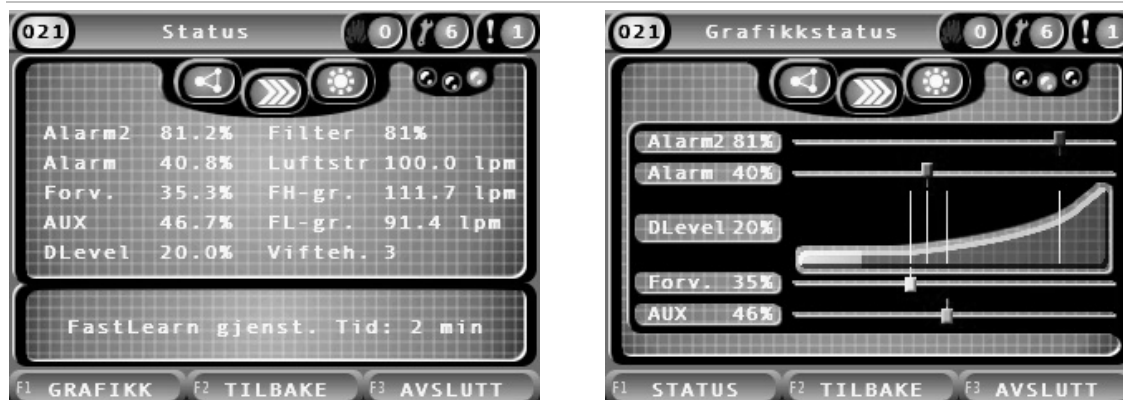 021 Status 0 6 ! 1
Alarm2 81.2% Filter 81%
Alarm 40.8% Luftstr 100.0 lpm
Forv. 35.3% FH-gr. 111.7 lpm
AUX 46.7% FL-gr. 91.4 lpm
DLevel 20.0% Vifteh. 3
FastLearn gjenst. Tid: 2 min
F1 GRAFIKK F2 TILBAKE F3 AVSLUTT
021 Grafikkstatus 0 6 ! 1
Alarm2 81%
Alarm 40%
DLevel 20%
Forv. 35%
AUX 46%
F1 STATUS F2 TILBAKE F3 AVSLUTT